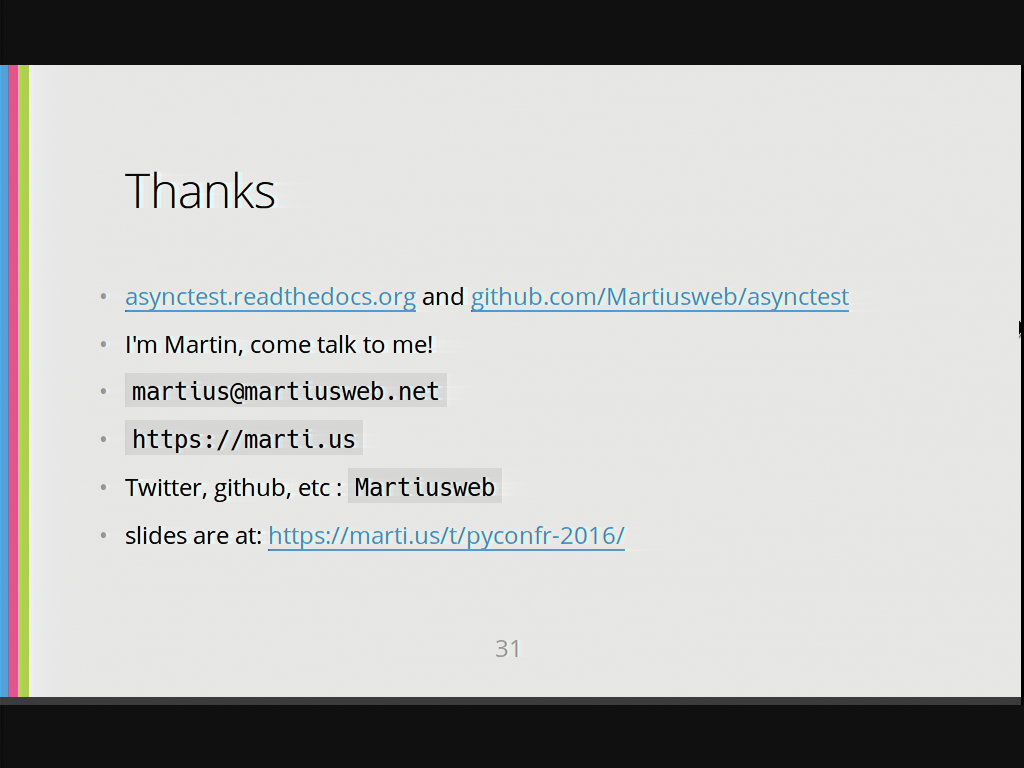 Thanks
asynctest.readthedocs.org and github.com/Martiusweb/asynctest
I'm Martin, come talk to me!
martius@martiusweb.net
https://marti.us
Twitter, github, etc : Martiusweb
slides are at: https://marti.us/t/pyconfr-2016/
31